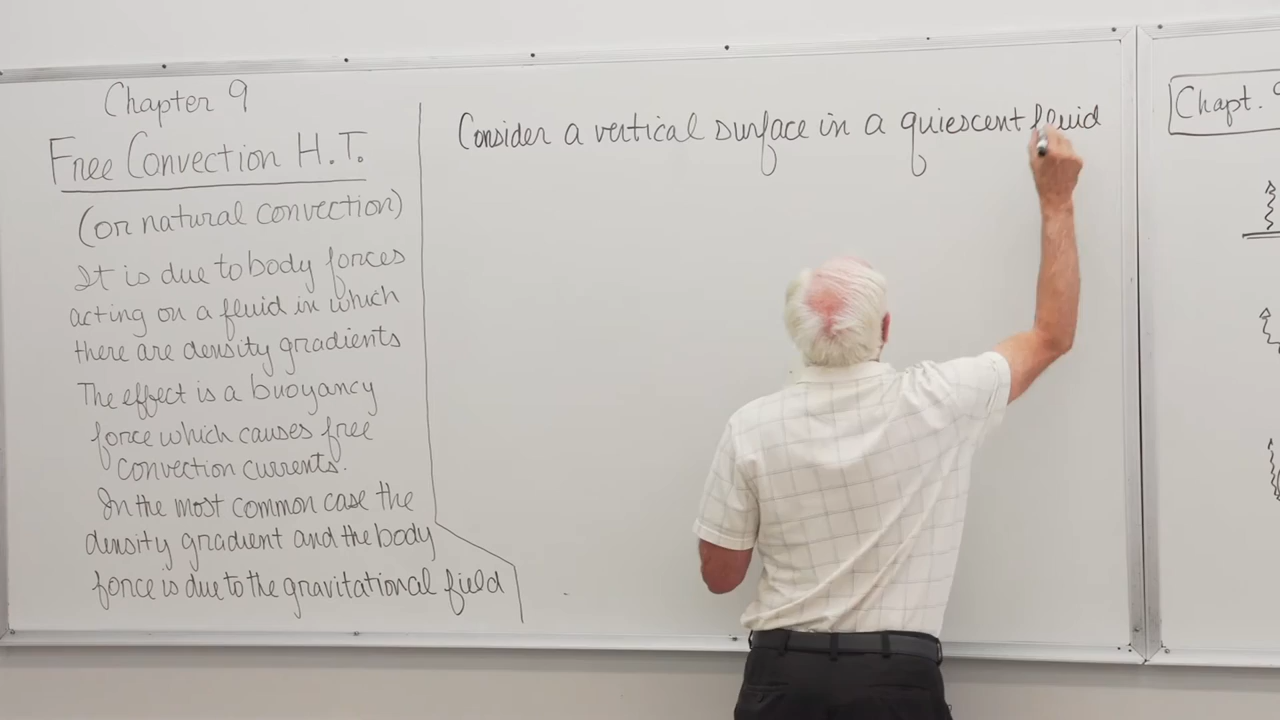 Chapter 9
Free Convection H.T.
(or natural convection)
It is due to body forces
acting on a fluid in which
there are density gradients
The effect is a buoyancy
force which causes free
convection currents.
In the most common case the
density gradient and the body
force is due to the gravitational field
Consider a vertical surface in a quiescent fluid
Chapt. 9